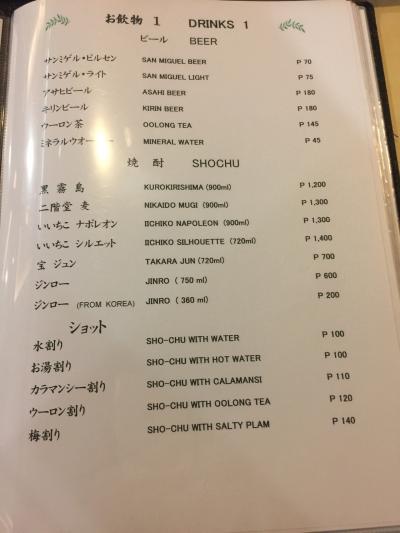 お飲物 1 DRINKS 1
ビール BEER
サンミゲル・ピルセン SAN MIGUEL BEER P 70
サンミゲル・ライト SAN MIGUEL LIGHT P 75
アサヒビール ASAHI BEER P 180
キリンビール KIRIN BEER P 180
ウーロン茶 OOLONG TEA P 145
ミネラルウオーター MINERAL WATER P 45
焼酎 SHOCHU
黒霧島 KUROKIRISHIMA (900ml) P 1,200
二階堂 麦 NIKAIDO MUGI (900ml) P 1,300
いいちこ ナポレオン IICHIKO NAPOLEON (900ml) P 1,300
いいちこ シルエット IICHIKO SILHOUETTE (720ml) P 1,400
宝 ジュン TAKARA JUN (720ml) P 700
ジンロー JINRO ( 750 ml) P 600
ジンロー (FROM KOREA) JINRO ( 360 ml) P 200
ショット
水割り SHO-CHU WITH WATER P 100
お湯割り SHO-CHU WITH HOT WATER P 100
カラマンシー割り SHO-CHU WITH CALAMANSI P 110
ウーロン割り SHO-CHU WITH OOLONG TEA P 120
梅割り SHO-CHU WITH SALTY PLAM P 140